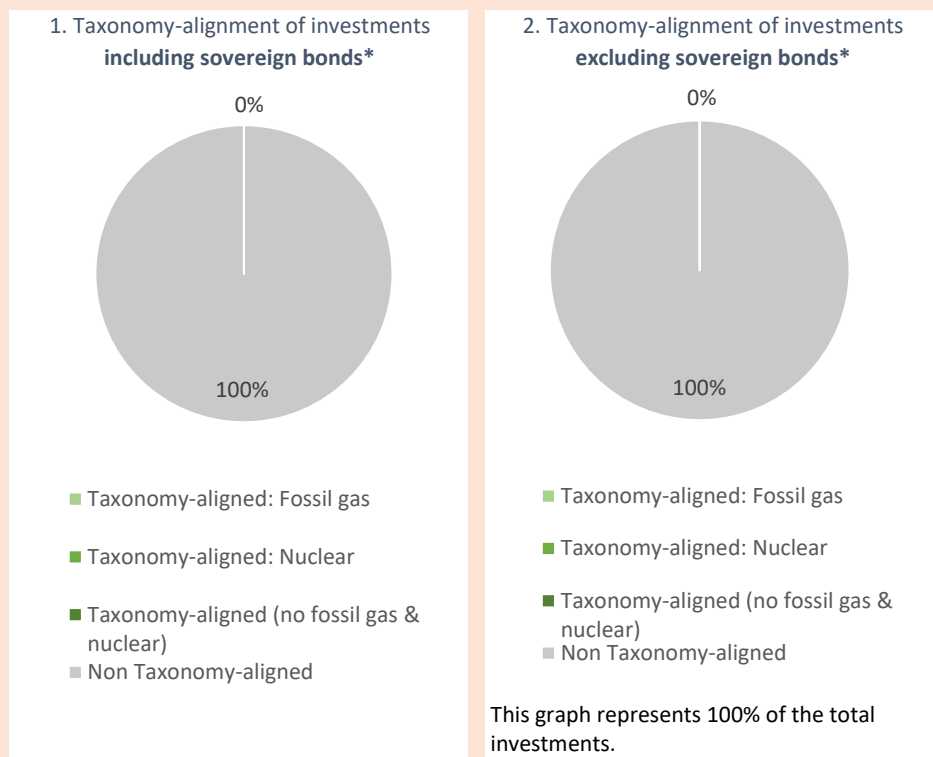 1. Taxonomy-alignment of investments
including sovereign bonds*
0%
100%
Taxonomy-aligned: Fossil gas
Taxonomy-aligned: Nuclear
Taxonomy-aligned (no fossil gas &
nuclear)
Non Taxonomy-aligned
2. Taxonomy-alignment of investments
excluding sovereign bonds*
0%
100%
Taxonomy-aligned: Fossil gas
Taxonomy-aligned: Nuclear
Taxonomy-aligned (no fossil gas &
nuclear)
Non Taxonomy-aligned
This graph represents 100% of the total
investments.